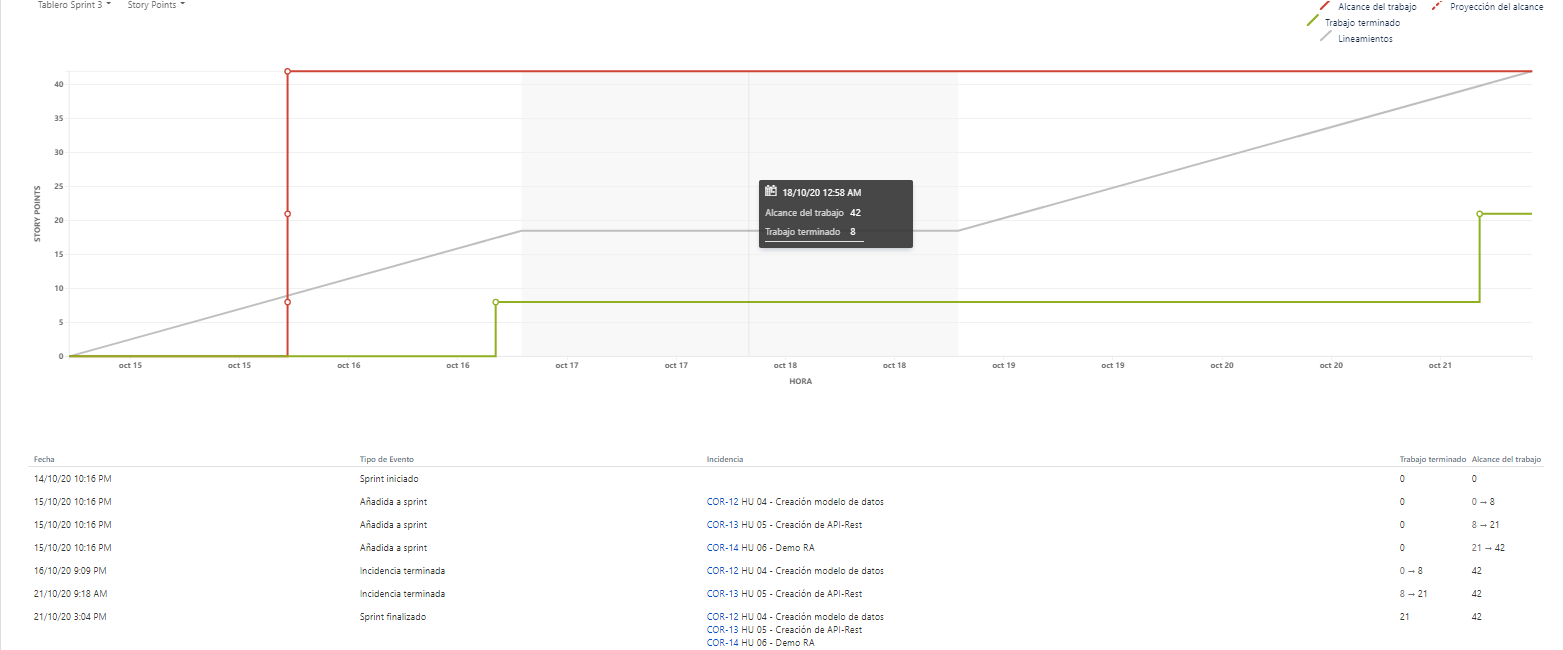 Tablero Sprint 3 Story Points
Alcance del trabajo Proyección del alcance
Trabajo terminado
Lineamientos
40
35
30
25
20
15
10
5
0
STORY POINTS
18/10/20 12:58 AM
Alcance del trabajo 42
Trabajo terminado 8
oct 15 oct 15 oct 16 oct 16 oct 17 oct 17 oct 18 oct 18 oct 19 oct 19 oct 20 oct 20 oct 21
HORA
Fecha Tipo de Evento Incidencia Trabajo terminado Alcance del trabajo
14/10/20 10:16 PM Sprint iniciado 0 0
15/10/20 10:16 PM Añadida a sprint COR-12 HU 04 - Creación modelo de datos 0 0 → 8
15/10/20 10:16 PM Añadida a sprint COR-13 HU 05 - Creación de API-Rest 0 8 → 21
15/10/20 10:16 PM Añadida a sprint COR-14 HU 06 - Demo RA 0 21 → 42
16/10/20 9:09 PM Incidencia terminada COR-12 HU 04 - Creación modelo de datos 0 → 8 42
21/10/20 9:18 AM Incidencia terminada COR-13 HU 05 - Creación de API-Rest 8 → 21 42
21/10/20 3:04 PM Sprint finalizado COR-12 HU 04 - Creación modelo de datos 21 42
COR-13 HU 05 - Creación de API-Rest
COR-14 HU 06 - Demo RA